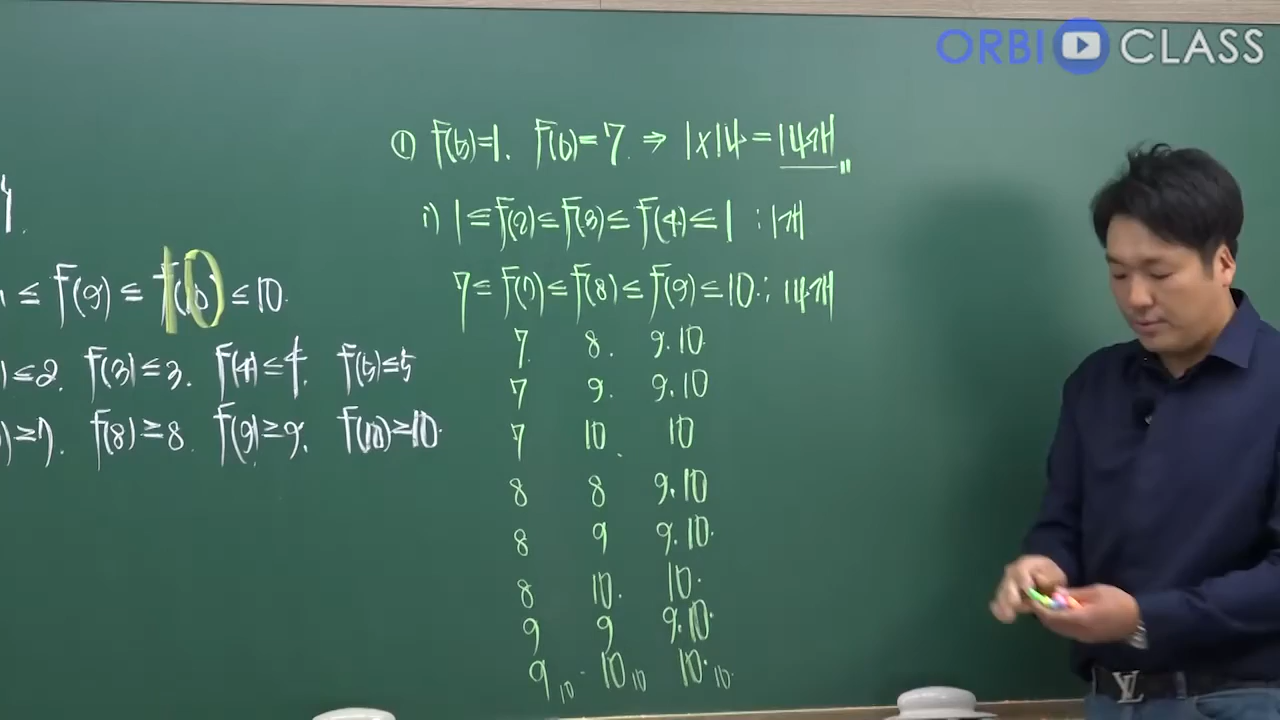 ORBI CLASS
① f(5)=1. f(6)=7 ⇒ 1×14=14개
i) 1≤f(2)≤f(3)≤f(4)≤1 : 1개
≤ f(9) ≤ f(10) ≤10.
7≤f(7)≤f(8)≤f(9)≤10 : 14개
7 8. 9.10
≤2. f(3)≤3. f(4)≤4. f(5)≤5
7 9. 9.10
)≥7. f(8)≥8. f(9)≥9. f(10)≥10.
7 10. 10
8 8 9.10
8 9 9.10.
8 10. 10.
9 9 9.10.
9 10 10.
10 10 10.
LV